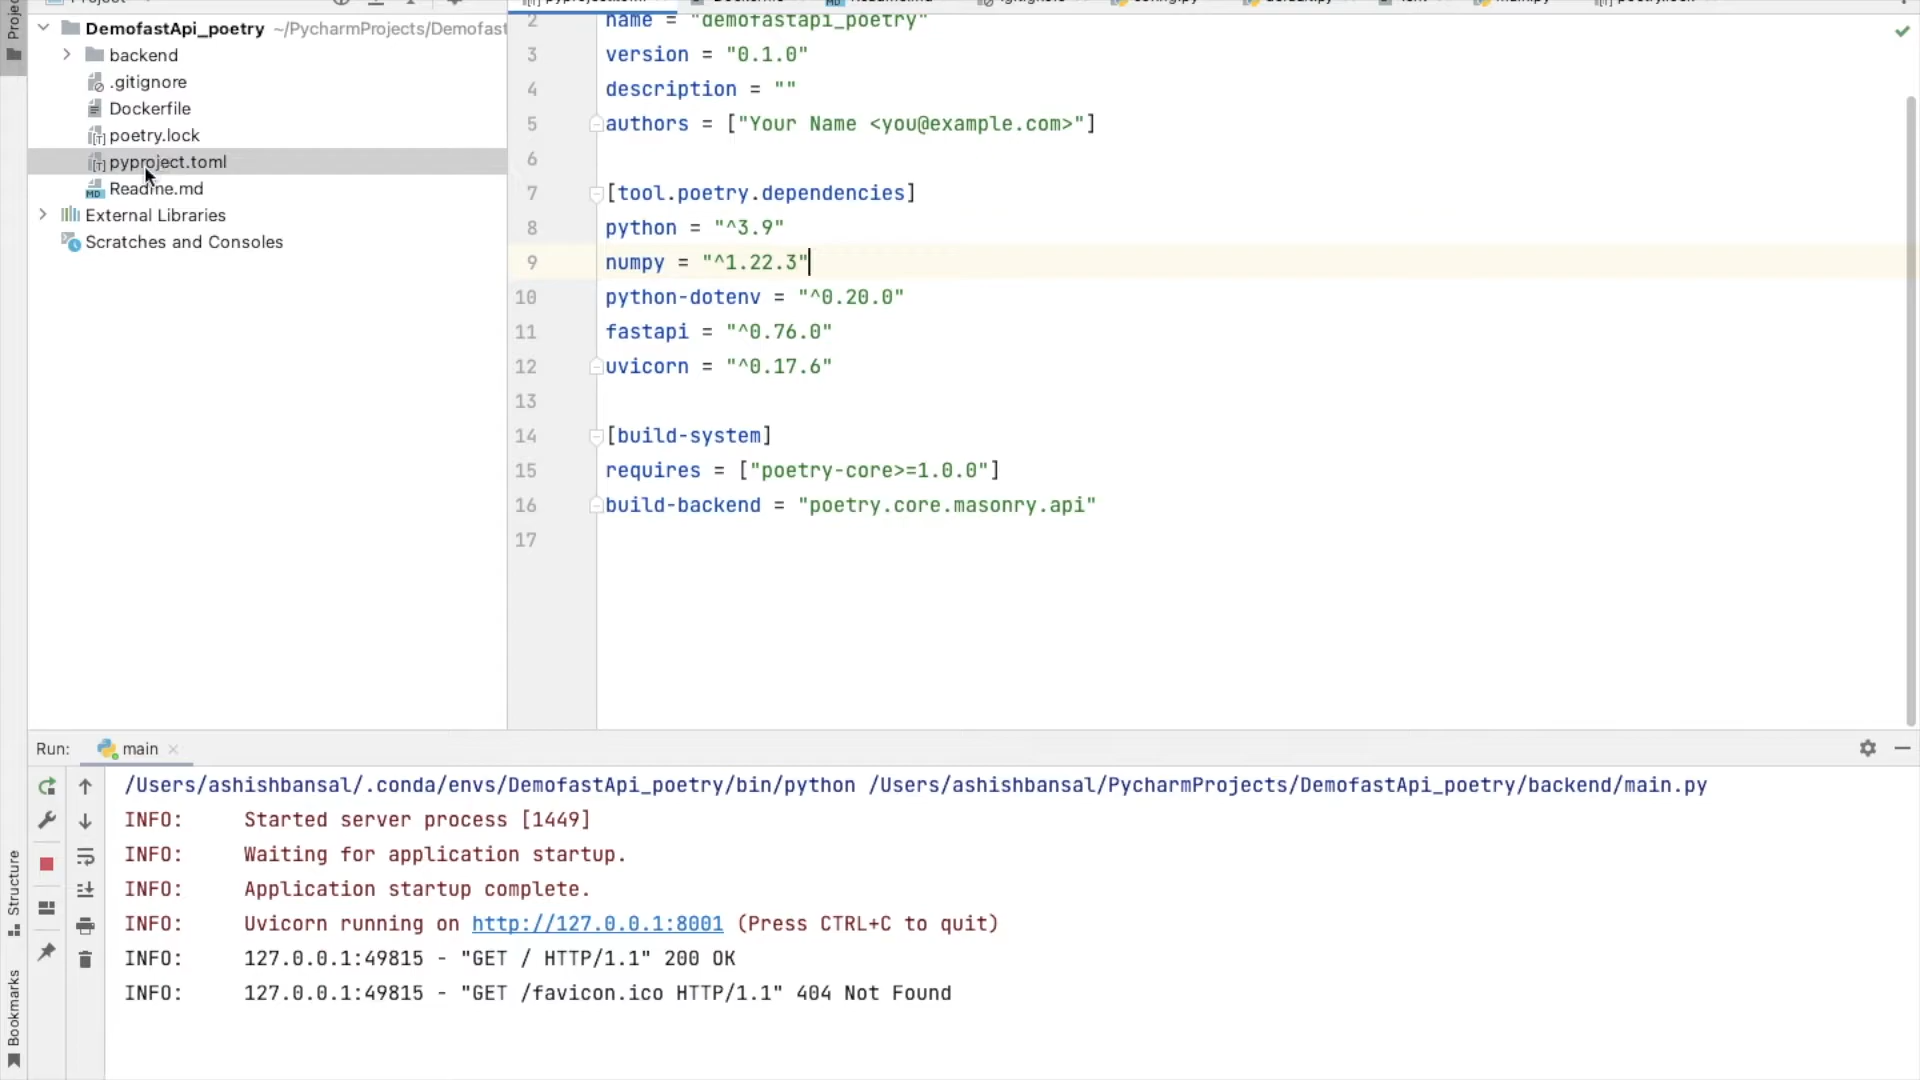 Project
DemofastApi_poetry ~/PycharmProjects/Demofast
backend
.gitignore
Dockerfile
poetry.lock
pyproject.toml
Readme.md
External Libraries
Scratches and Consoles
2 name = "demofastapi_poetry"
3 version = "0.1.0"
4 description = ""
5 authors = ["Your Name <you@example.com>"]
6
7 [tool.poetry.dependencies]
8 python = "^3.9"
9 numpy = "^1.22.3"
10 python-dotenv = "^0.20.0"
11 fastapi = "^0.76.0"
12 uvicorn = "^0.17.6"
13
14 [build-system]
15 requires = ["poetry-core>=1.0.0"]
16 build-backend = "poetry.core.masonry.api"
17
Run: main
/Users/ashishbansal/.conda/envs/DemofastApi_poetry/bin/python /Users/ashishbansal/PycharmProjects/DemofastApi_poetry/backend/main.py
INFO: Started server process [1449]
INFO: Waiting for application startup.
INFO: Application startup complete.
INFO: Uvicorn running on http://127.0.0.1:8001 (Press CTRL+C to quit)
INFO: 127.0.0.1:49815 - "GET / HTTP/1.1" 200 OK
INFO: 127.0.0.1:49815 - "GET /favicon.ico HTTP/1.1" 404 Not Found
Structure
Bookmarks